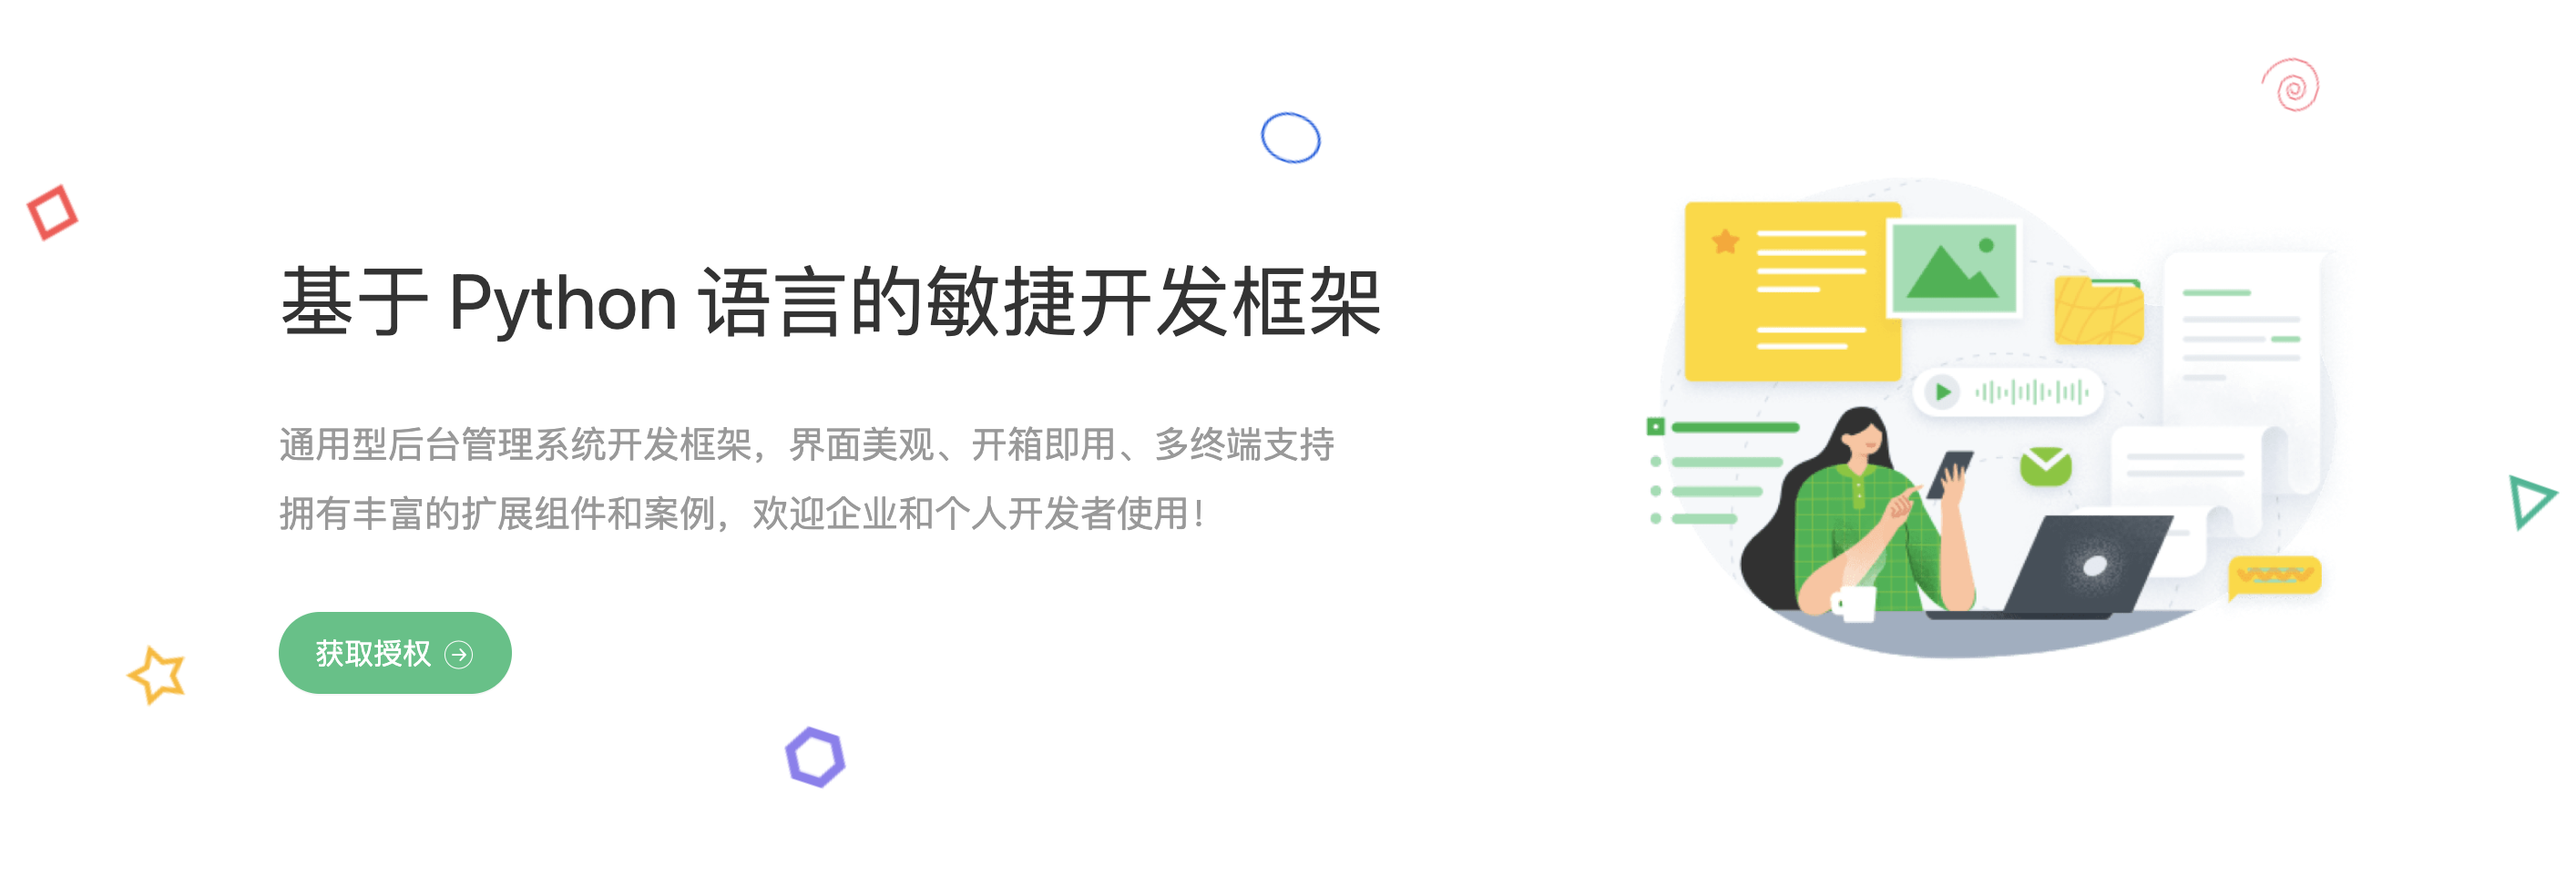 基于 Python 语言的敏捷开发框架
通用型后台管理系统开发框架，界面美观、开箱即用、多终端支持
拥有丰富的扩展组件和案例，欢迎企业和个人开发者使用！
获取授权